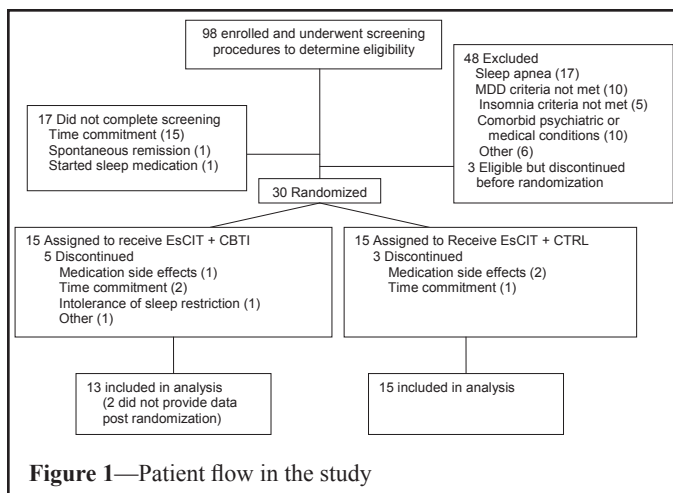 98 enrolled and underwent screening
procedures to determine eligibility
48 Excluded
Sleep apnea (17)
MDD criteria not met (10)
Insomnia criteria not met (5)
Comorbid psychiatric or
medical conditions (10)
Other (6)
3 Eligible but discontinued
before randomization
17 Did not complete screening
Time commitment (15)
Spontaneous remission (1)
Started sleep medication (1)
30 Randomized
15 Assigned to receive EsCIT + CBTI
5 Discontinued
Medication side effects (1)
Time commitment (2)
Intolerance of sleep restriction (1)
Other (1)
15 Assigned to Receive EsCIT + CTRL
3 Discontinued
Medication side effects (2)
Time commitment (1)
13 included in analysis
(2 did not provide data
post randomization)
15 included in analysis
Figure 1—Patient flow in the study